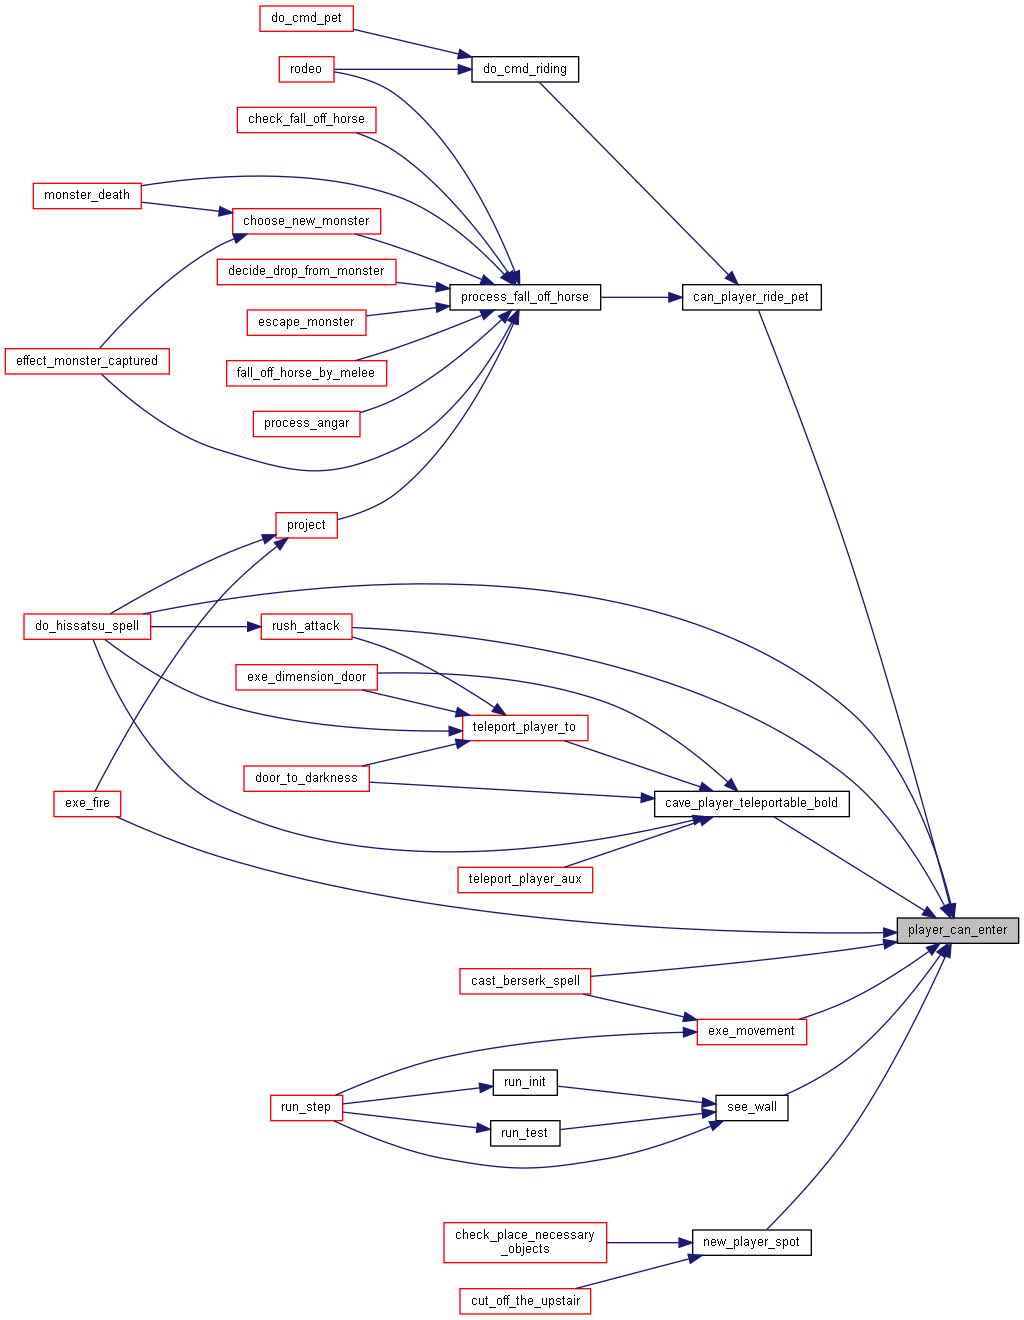 do_cmd_pet
do_cmd_riding
rodeo
check_fall_off_horse
monster_death
choose_new_monster
decide_drop_from_monster
process_fall_off_horse
can_player_ride_pet
escape_monster
effect_monster_captured
fall_off_horse_by_melee
process_angar
project
do_hissatsu_spell
rush_attack
exe_dimension_door
teleport_player_to
door_to_darkness
exe_fire
cave_player_teleportable_bold
teleport_player_aux
player_can_enter
cast_berserk_spell
exe_movement
run_init
run_step
see_wall
run_test
check_place_necessary
_objects
new_player_spot
cut_off_the_upstair